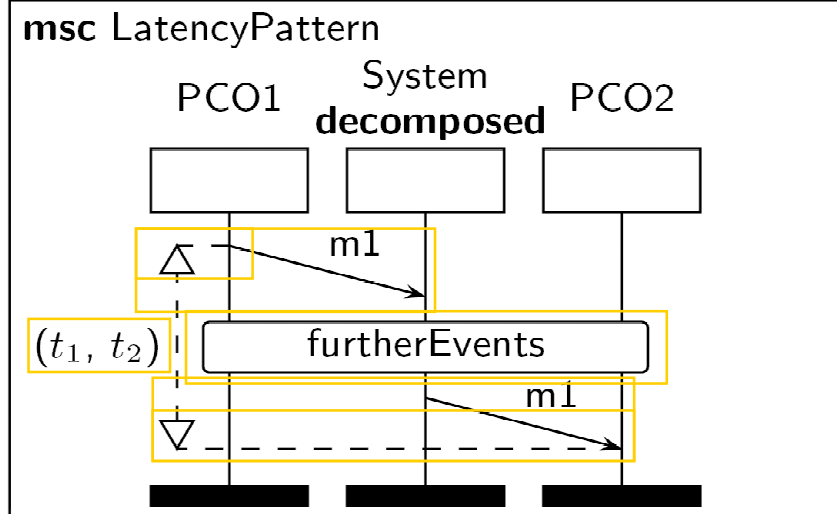 msc LatencyPattern
System
PCO1
PCO2
decomposed
m1
(t₁, t₂)
furtherEvents
m1